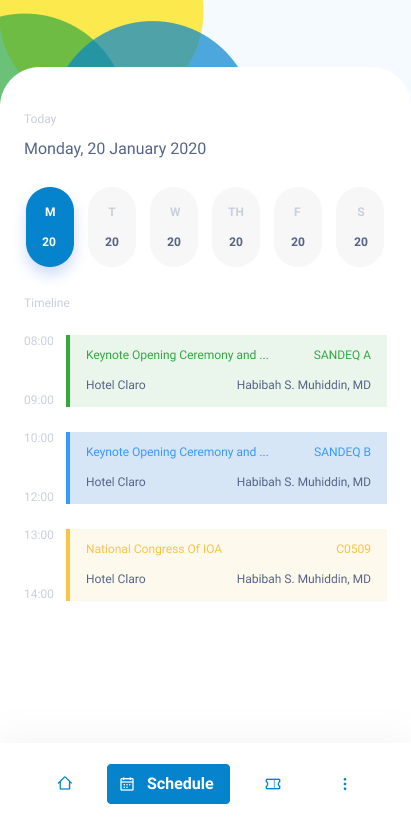 Today
Monday, 20 January 2020
M T W TH F S
20 20 20 20 20 20
Timeline
08:00
Keynote Opening Ceremony and ... SANDEQ A
Hotel Claro Habibah S. Muhiddin, MD
09:00
10:00
Keynote Opening Ceremony and ... SANDEQ B
Hotel Claro Habibah S. Muhiddin, MD
12:00
13:00
National Congress Of IOA C0509
Hotel Claro Habibah S. Muhiddin, MD
14:00
Schedule